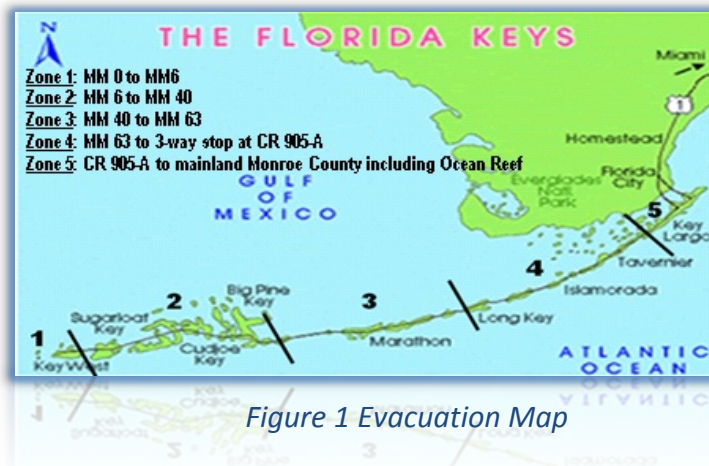 THE FLORIDA KEYS
N
Zone 1: MM 0 to MM6
Zone 2: MM 6 to MM 40
Zone 3: MM 40 to MM 63
Zone 4: MM 63 to 3-way stop at CR 905-A
Zone 5: CR 905-A to mainland Monroe County including Ocean Reef
Miami
1
Homestead
Florida
City
Everglades
Natl
Park
GULF
OF
MEXICO
5
Key
Largo
Tavernier
4
Islamorada
Big Pine
Key
2
3
Sugarloaf
Key
Long Key
1
Cudjoe
Key
Marathon
Key West
ATLANTIC
OCEAN
Figure 1 Evacuation Map